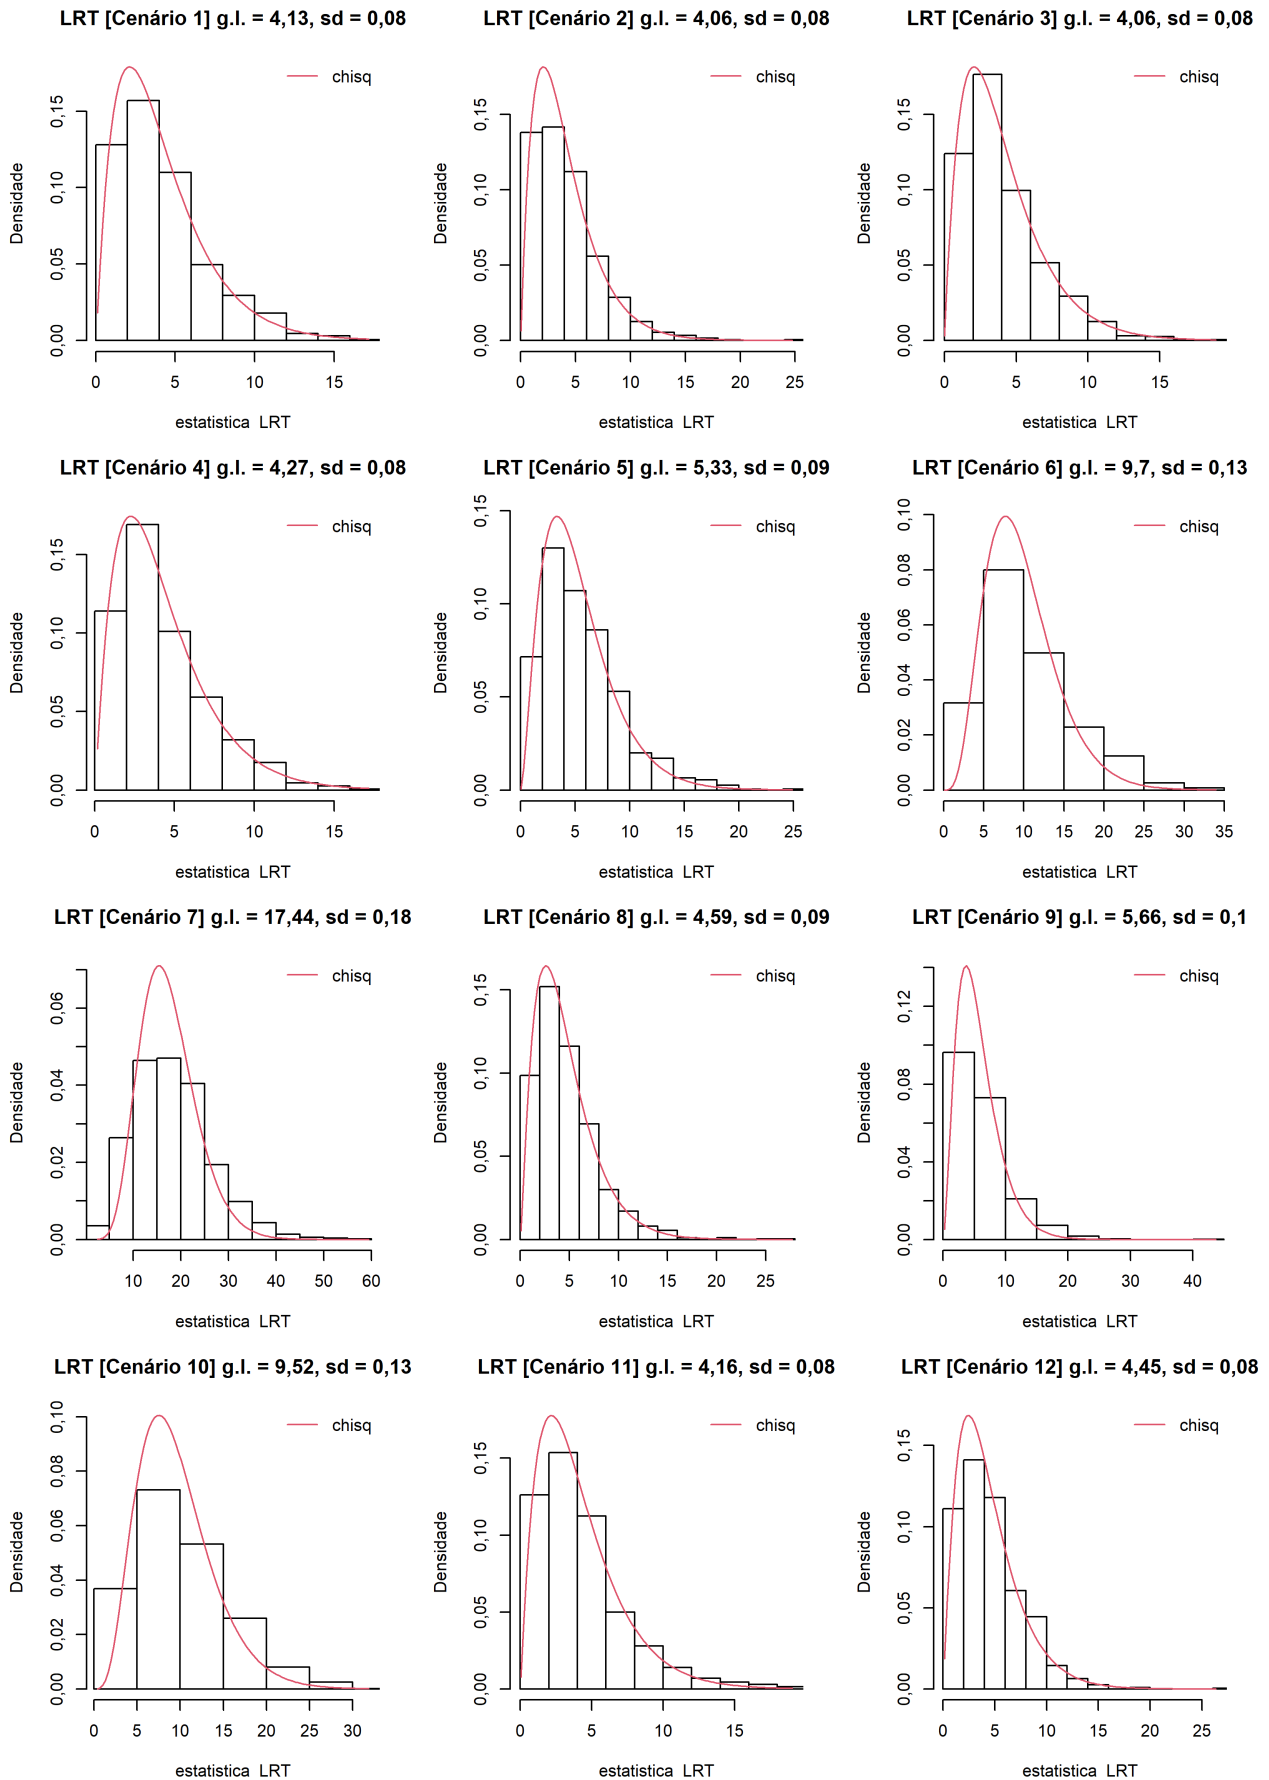 LRT [Cenário 1] g.l. = 4,13, sd = 0,08
chisq
Densidade
0,00 0,05 0,10 0,15
0 5 10 15
estatistica LRT
LRT [Cenário 2] g.l. = 4,06, sd = 0,08
chisq
Densidade
0,00 0,05 0,10 0,15
0 5 10 15 20 25
estatistica LRT
LRT [Cenário 3] g.l. = 4,06, sd = 0,08
chisq
Densidade
0,00 0,05 0,10 0,15
0 5 10 15
estatistica LRT
LRT [Cenário 4] g.l. = 4,27, sd = 0,08
chisq
Densidade
0,00 0,05 0,10 0,15
0 5 10 15
estatistica LRT
LRT [Cenário 5] g.l. = 5,33, sd = 0,09
chisq
Densidade
0,00 0,05 0,10 0,15
0 5 10 15 20 25
estatistica LRT
LRT [Cenário 6] g.l. = 9,7, sd = 0,13
chisq
Densidade
0,00 0,02 0,04 0,06 0,08 0,10
0 5 10 15 20 25 30 35
estatistica LRT
LRT [Cenário 7] g.l. = 17,44, sd = 0,18
chisq
Densidade
0,00 0,02 0,04 0,06
10 20 30 40 50 60
estatistica LRT
LRT [Cenário 8] g.l. = 4,59, sd = 0,09
chisq
Densidade
0,00 0,05 0,10 0,15
0 5 10 15 20 25
estatistica LRT
LRT [Cenário 9] g.l. = 5,66, sd = 0,1
chisq
Densidade
0,00 0,04 0,08 0,12
0 10 20 30 40
estatistica LRT
LRT [Cenário 10] g.l. = 9,52, sd = 0,13
chisq
Densidade
0,00 0,02 0,04 0,06 0,08 0,10
0 5 10 15 20 25 30
estatistica LRT
LRT [Cenário 11] g.l. = 4,16, sd = 0,08
chisq
Densidade
0,00 0,05 0,10 0,15
0 5 10 15
estatistica LRT
LRT [Cenário 12] g.l. = 4,45, sd = 0,08
chisq
Densidade
0,00 0,05 0,10 0,15
0 5 10 15 20 25
estatistica LRT